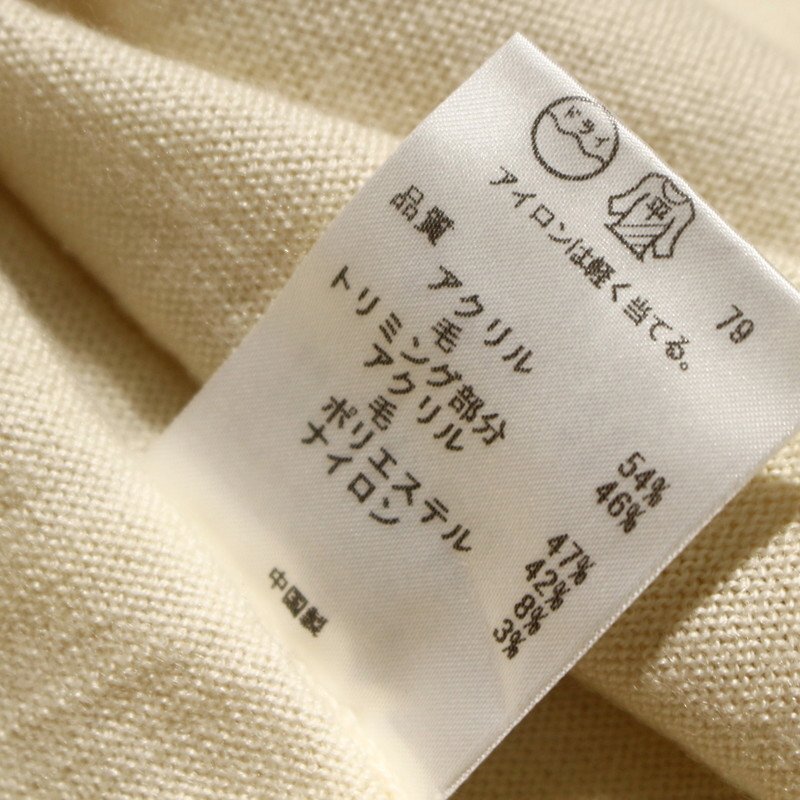 ドライ
平
アイロンは軽く当てる。
79
品質
アクリル 54%
毛 46%
トリミング部分
アクリル 47%
毛 42%
ポリエステル 8%
ナイロン 3%
中国製